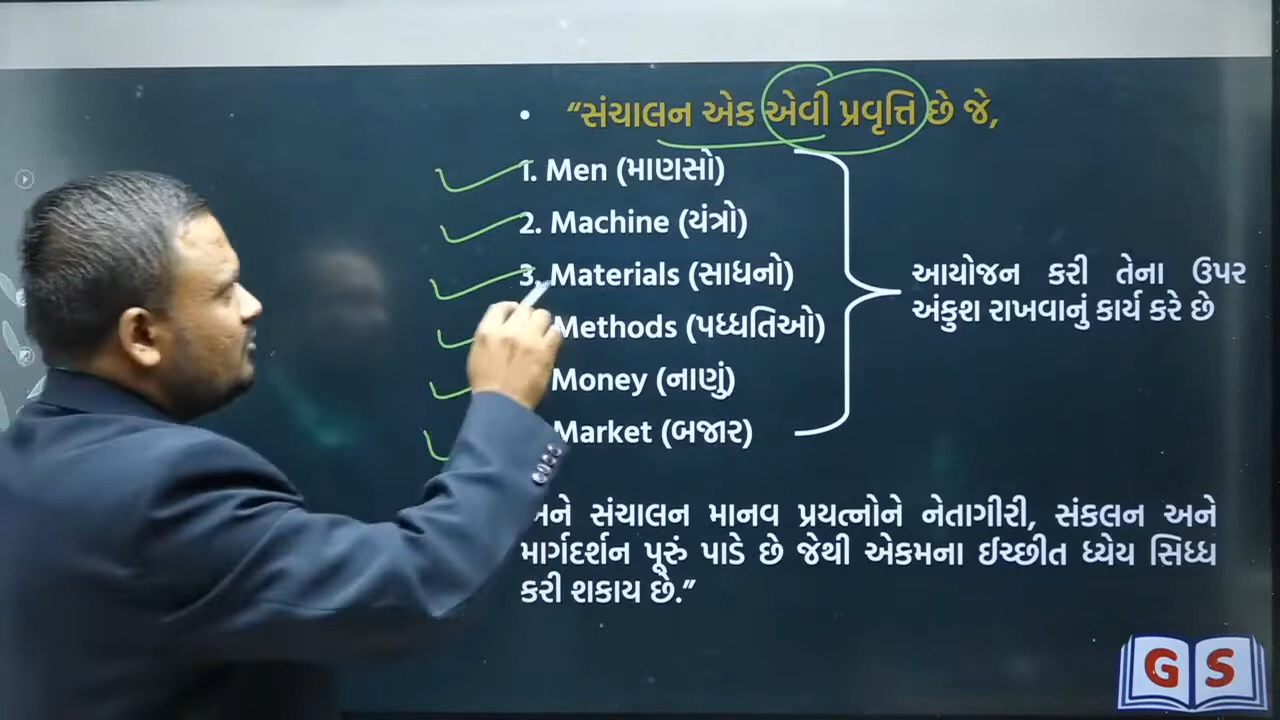 • “સંચાલન એક એવી પ્રવૃત્તિ છે જે,
1. Men (માણસો)
2. Machine (યંત્રો)
3. Materials (સાધનો)
Methods (પધ્ધતિઓ)
Money (નાણું)
Market (બજાર)
આયોજન કરી તેના ઉપર
અંકુશ રાખવાનું કાર્ય કરે છે
અને સંચાલન માનવ પ્રયત્નોને નેતાગીરી, સંકલન અને
માર્ગદર્શન પૂરું પાડે છે જેથી એકમના ઈચ્છીત ધ્યેય સિધ્ધ
કરી શકાય છે.”
G S